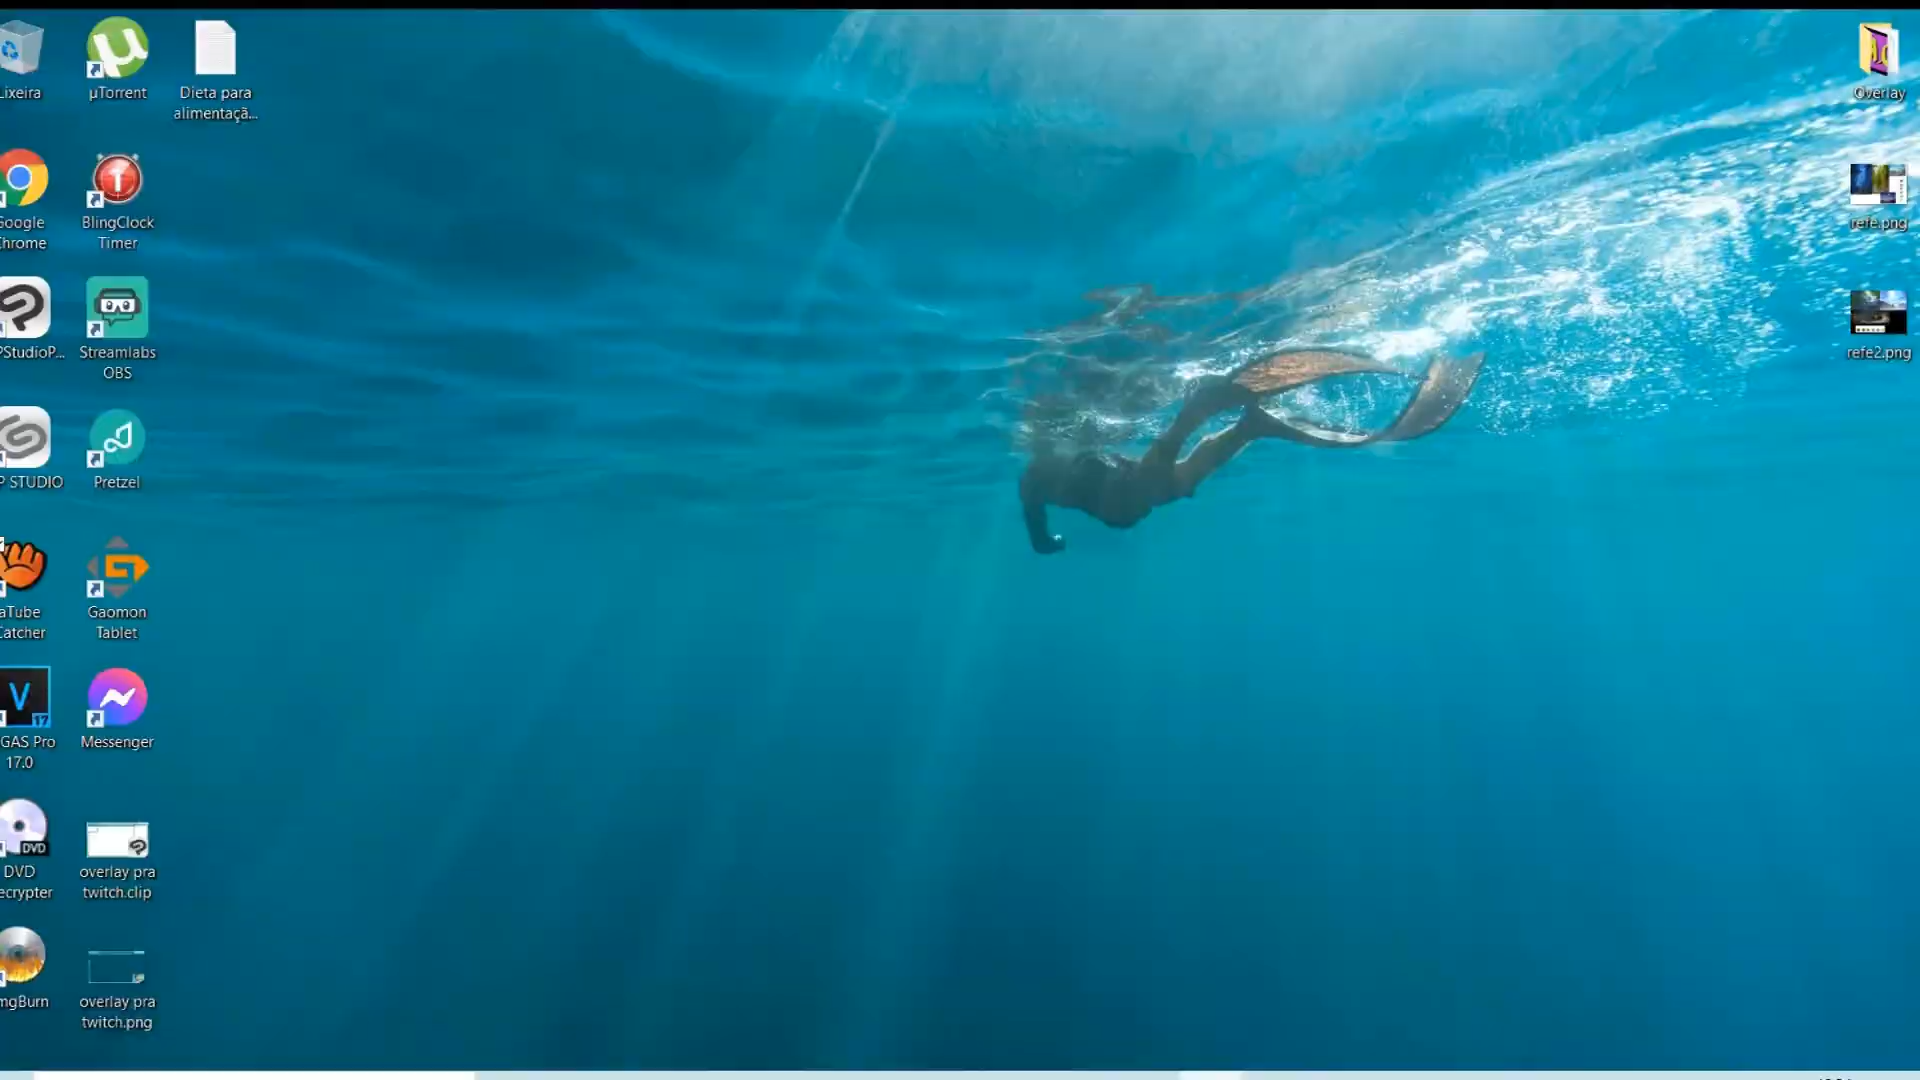 Lixeira
µTorrent
Dieta para
alimentaçã...
Overlay
Google
Chrome
BlingClock
Timer
refe.png
PStudioP...
Streamlabs
OBS
refe2.png
P STUDIO
Pretzel
aTube
Catcher
Gaomon
Tablet
GAS Pro
17.0
Messenger
DVD
ecrypter
overlay pra
twitch.clip
mgBurn
overlay pra
twitch.png